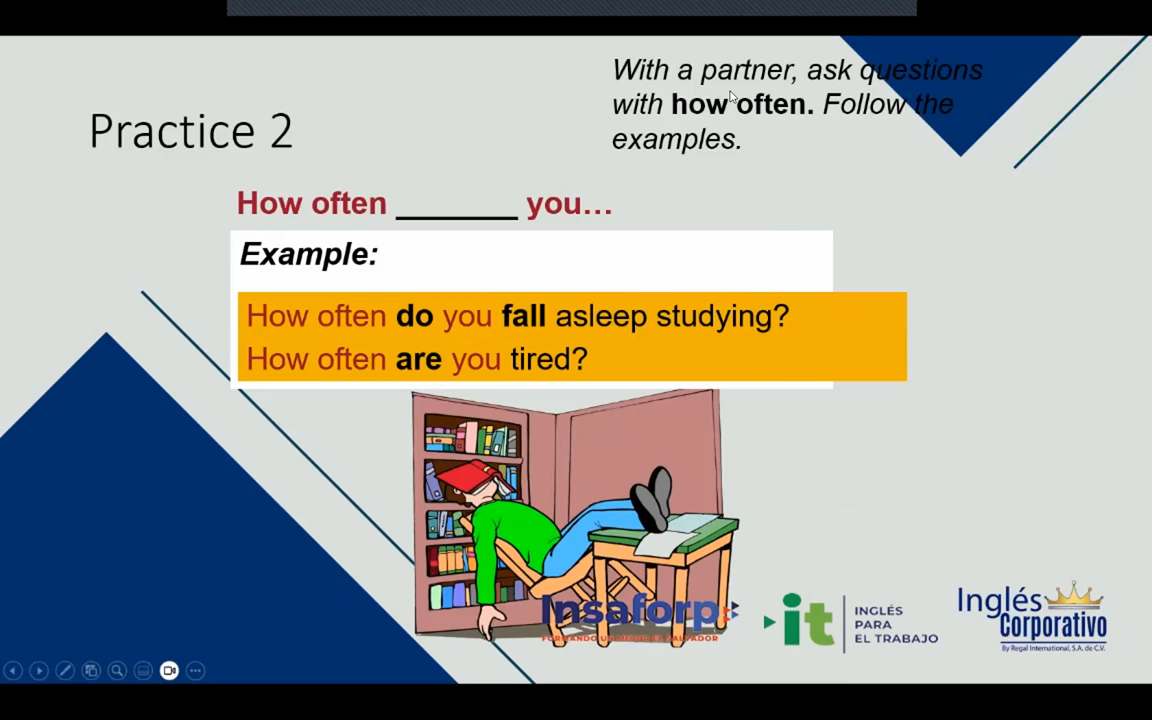 With a partner, ask questions
with how often. Follow the
examples.
Practice 2
How often _______ you…
Example:
How often do you fall asleep studying?
How often are you tired?
Insaforp
FORMANDO UN MEJOR EL SALVADOR
it
INGLÉS
PARA
EL TRABAJO
Inglés
Corporativo
By Regal International, S.A. de C.V.